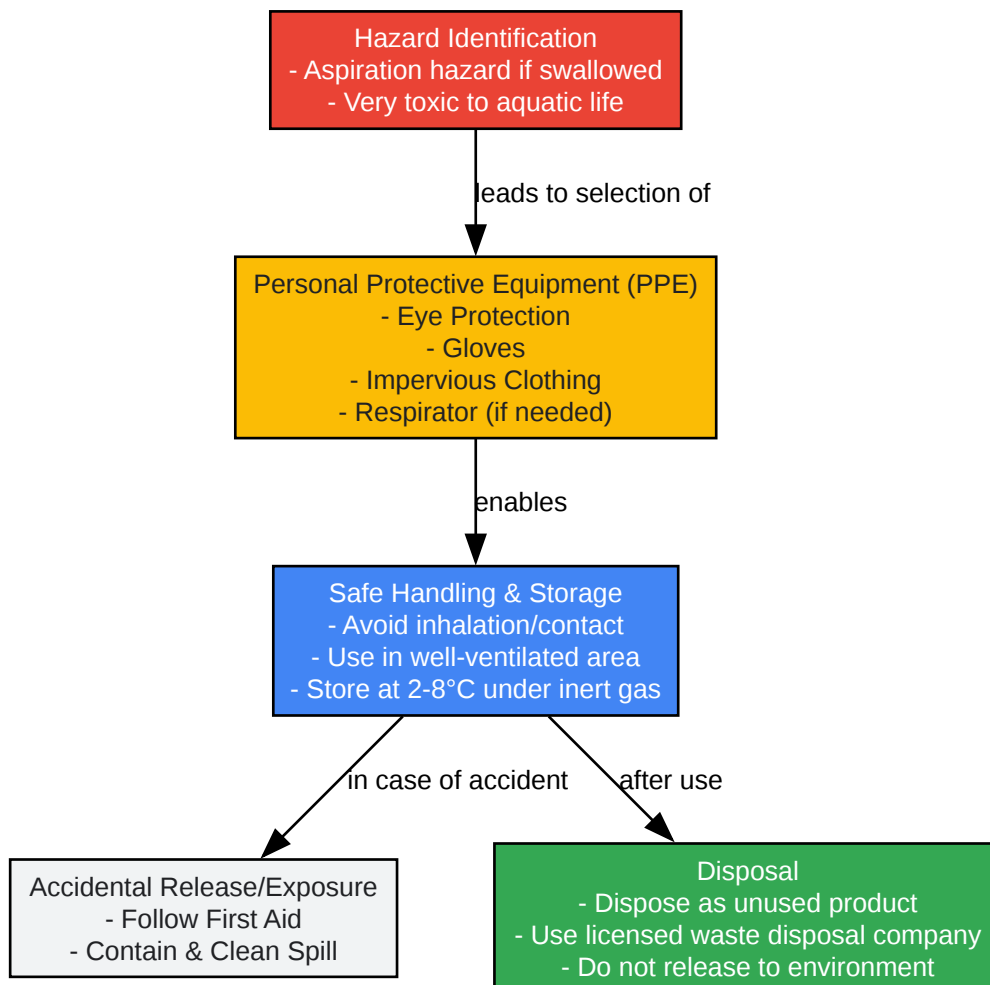 Hazard Identification
- Aspiration hazard if swallowed
- Very toxic to aquatic life
leads to selection of
Personal Protective Equipment (PPE)
- Eye Protection
- Gloves
- Impervious Clothing
- Respirator (if needed)
enables
Safe Handling & Storage
- Avoid inhalation/contact
- Use in well-ventilated area
- Store at 2-8°C under inert gas
in case of accident
after use
Accidental Release/Exposure
- Follow First Aid
- Contain & Clean Spill
Disposal
- Dispose as unused product
- Use licensed waste disposal company
- Do not release to environment